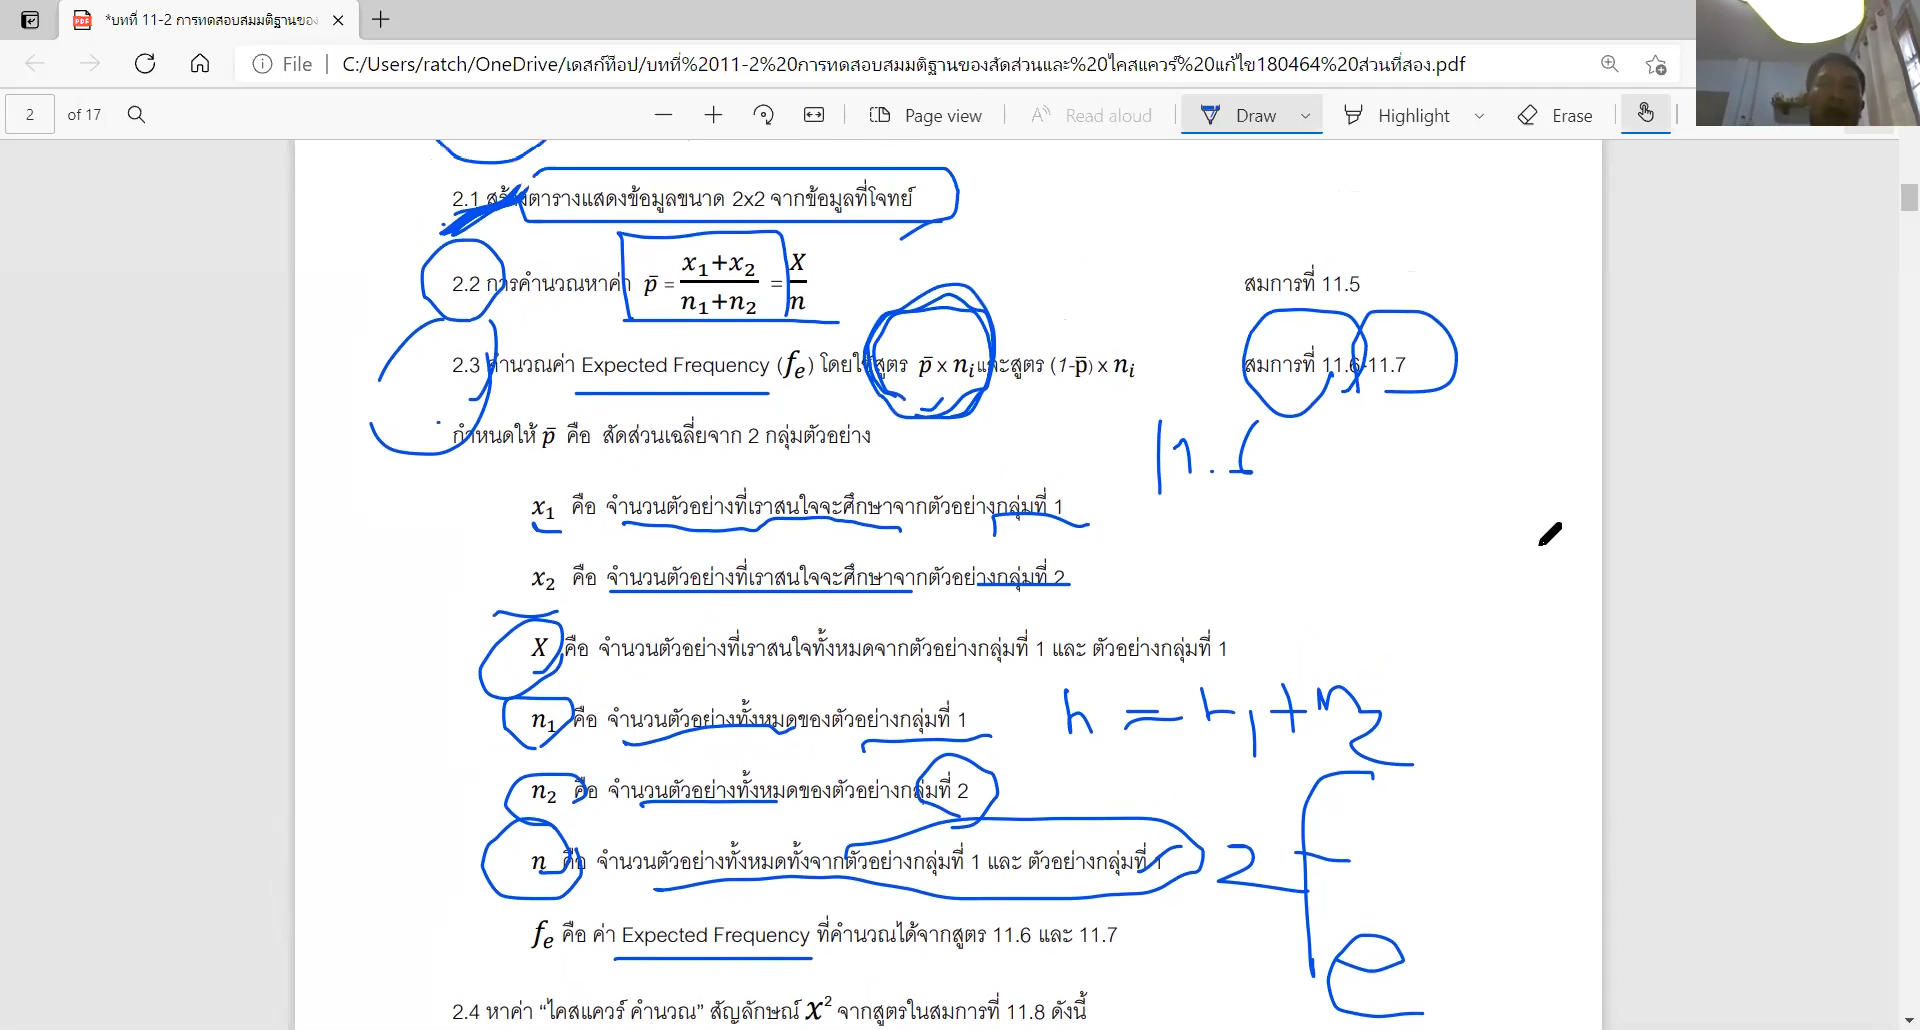 *บทที่ 11-2 การทดสอบสมมติฐานของ
File C:/Users/ratch/OneDrive/เดสก์ท็อป/บทที่%2011-2%20การทดสอบสมมติฐานของสัดส่วนและ%20ไคสแควร์%20แก้ไข180464%20ส่วนที่สอง.pdf
2 of 17 Page view Read aloud Draw Highlight Erase
2.1 สร้างตารางแสดงข้อมูลขนาด 2x2 จากข้อมูลที่โจทย์
2.2 การคำนวณหาค่า p̄ = (x₁+x₂)/(n₁+n₂) = X/n สมการที่ 11.5
2.3 คำนวณค่า Expected Frequency (fₑ) โดยใช้สูตร p̄ x nᵢ และสูตร (1-p̄) x nᵢ สมการที่ 11.6-11.7
กำหนดให้ p̄ คือ สัดส่วนเฉลี่ยจาก 2 กลุ่มตัวอย่าง
11.6
x₁ คือ จำนวนตัวอย่างที่เราสนใจจะศึกษาจากตัวอย่างกลุ่มที่ 1
x₂ คือ จำนวนตัวอย่างที่เราสนใจจะศึกษาจากตัวอย่างกลุ่มที่ 2
X คือ จำนวนตัวอย่างที่เราสนใจทั้งหมดจากตัวอย่างกลุ่มที่ 1 และ ตัวอย่างกลุ่มที่ 1
n₁ คือ จำนวนตัวอย่างทั้งหมดของตัวอย่างกลุ่มที่ 1
n = n₁+n₂
n₂ คือ จำนวนตัวอย่างทั้งหมดของตัวอย่างกลุ่มที่ 2
n คือ จำนวนตัวอย่างทั้งหมดทั้งจากตัวอย่างกลุ่มที่ 1 และ ตัวอย่างกลุ่มที่ 1 2
fe
fₑ คือ ค่า Expected Frequency ที่คำนวณได้จากสูตร 11.6 และ 11.7
2.4 หาค่า “ไคสแควร์ คำนวณ” สัญลักษณ์ x² จากสูตรในสมการที่ 11.8 ดังนี้